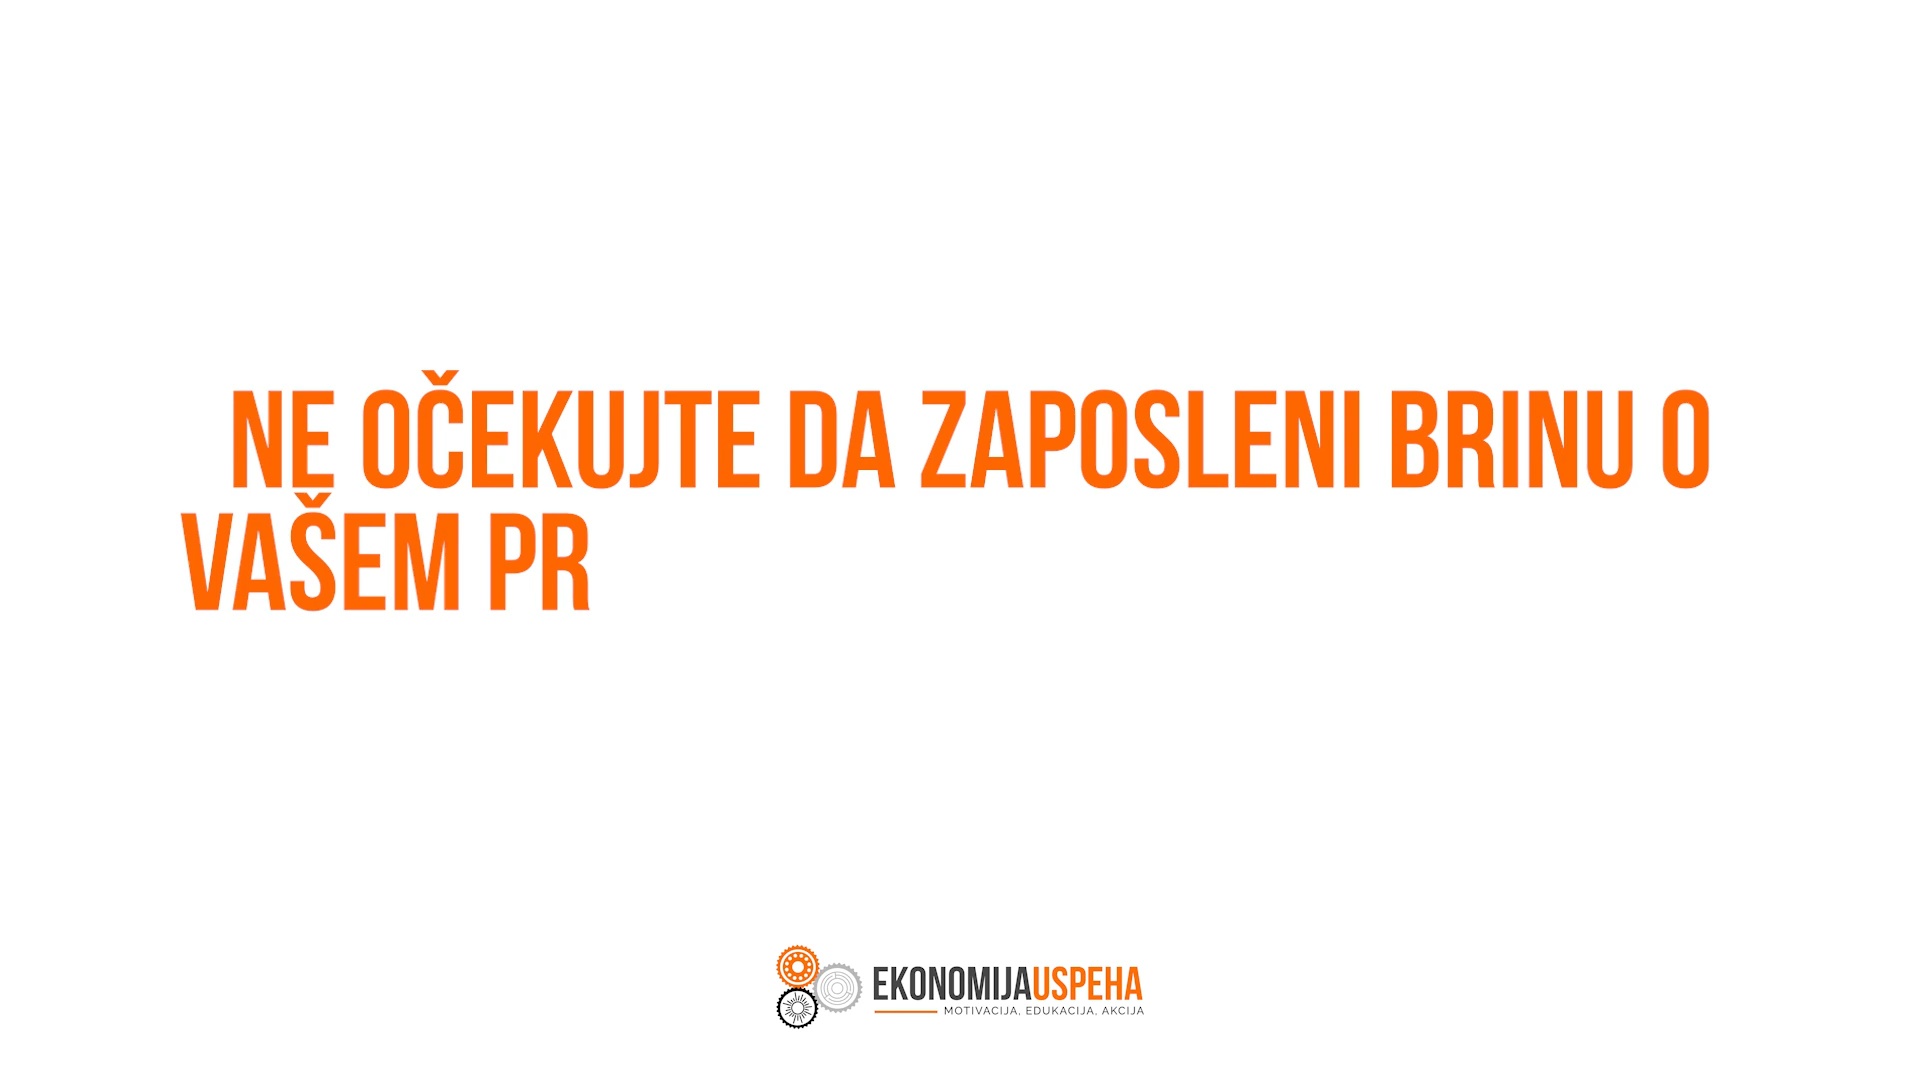 NE OČEKUJTE DA ZAPOSLENI BRINU O
VAŠEM PR
EKONOMIJAUSPEHA
MOTIVACIJA, EDUKACIJA, AKCIJA